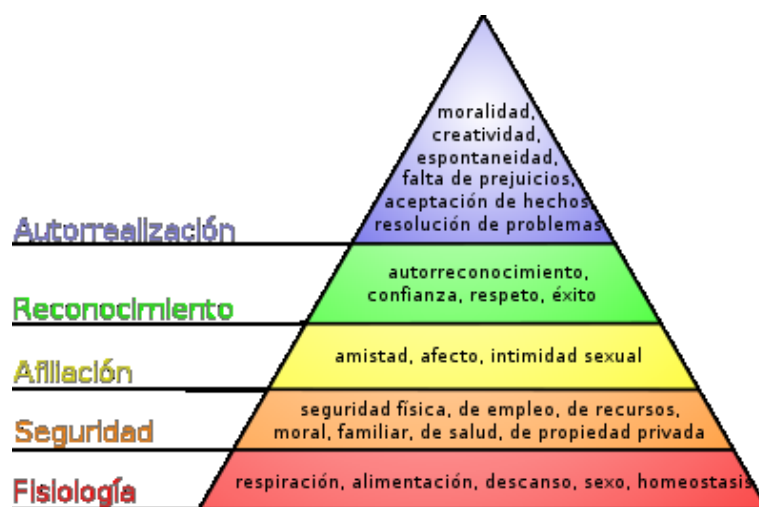 moralidad,
creatividad,
espontaneidad,
falta de prejuicios,
aceptación de hechos,
resolución de problemas
Autorrealización
autorreconocimiento,
confianza, respeto, éxito
Reconocimiento
amistad, afecto, intimidad sexual
Afiliación
seguridad física, de empleo, de recursos,
moral, familiar, de salud, de propiedad privada
Seguridad
respiración, alimentación, descanso, sexo, homeostasis
Fisiología